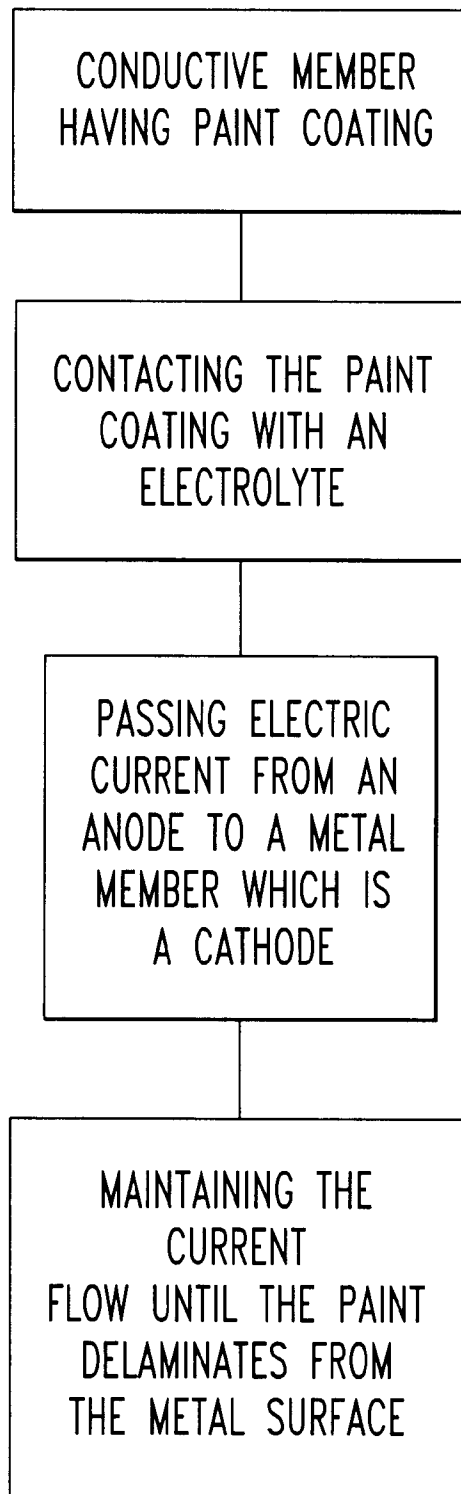 CONDUCTIVE MEMBER
HAVING PAINT COATING
CONTACTING THE PAINT
COATING WITH AN
ELECTROLYTE
PASSING ELECTRIC
CURRENT FROM AN
ANODE TO A METAL
MEMBER WHICH IS
A CATHODE
MAINTAINING THE
CURRENT
FLOW UNTIL THE PAINT
DELAMINATES FROM
THE METAL SURFACE